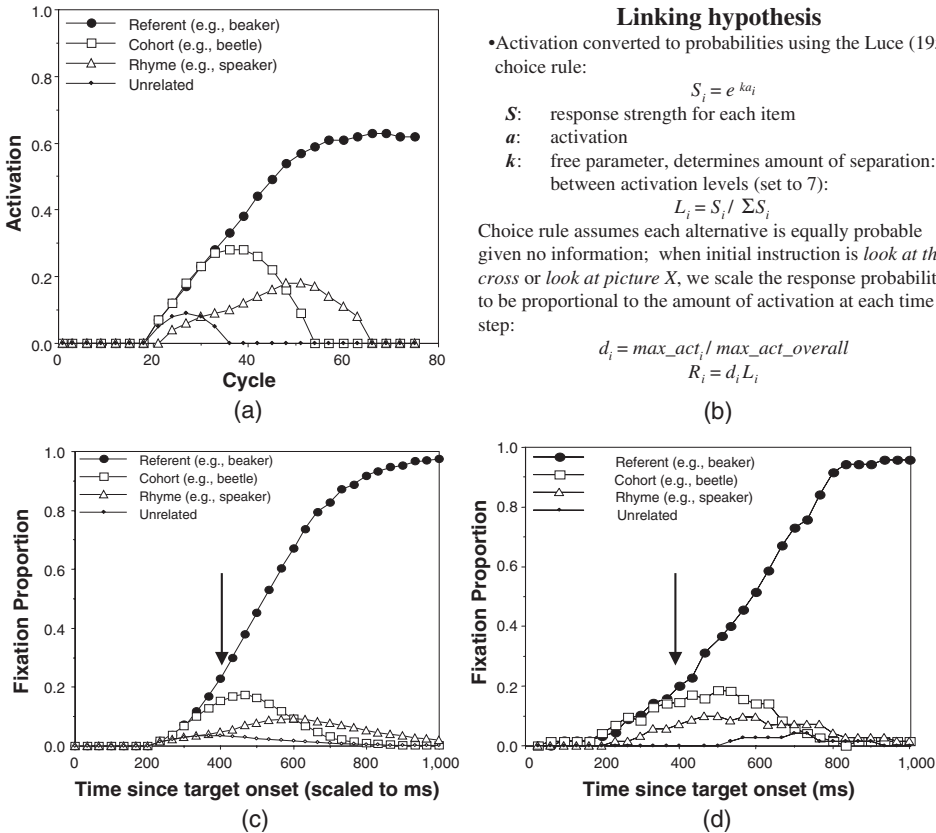 1.0
0.8
0.6
0.4
0.2
0.0
Activation
Referent (e.g., beaker)
Cohort (e.g., beetle)
Rhyme (e.g., speaker)
Unrelated
0 20 40 60 80
Cycle
(a)
Linking hypothesis
•Activation converted to probabilities using the Luce
choice rule:
S_i = e^{ka_i}
S: response strength for each item
a: activation
k: free parameter, determines amount of separation:
between activation levels (set to 7):
L_i = S_i / ΣS_i
Choice rule assumes each alternative is equally probable
given no information; when initial instruction is look at
cross or look at picture X, we scale the response
to be proportional to the amount of activation at each time
step:
d_i = max_act_i / max_act_overall
R_i = d_i L_i
(b)
1.0
0.8
0.6
0.4
0.2
0.0
Fixation Proportion
Referent (e.g., beaker)
Cohort (e.g., beetle)
Rhyme (e.g., speaker)
Unrelated
0 200 400 600 800 1,000
Time since target onset (scaled to ms)
(c)
1.0
0.8
0.6
0.4
0.2
0.0
Fixation Proportion
Referent (e.g., beaker)
Cohort (e.g., beetle)
Rhyme (e.g., speaker)
Unrelated
0 200 400 600 800 1,000
Time since target onset (ms)
(d)